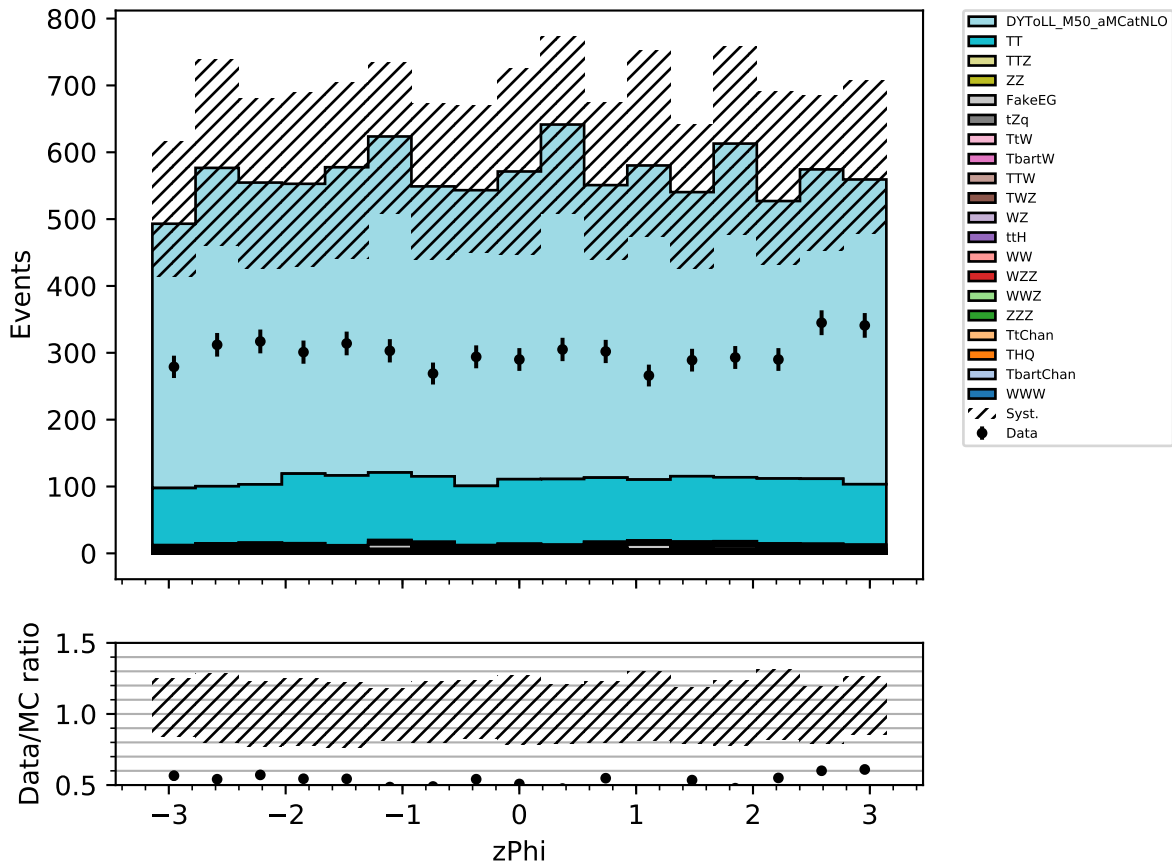 800
700
600
500
400
300
200
100
0
Events
DYToLL_M50_aMCatNLO
TT
TTZ
ZZ
FakeEG
tZq
TtW
TbartW
TTW
TWZ
WZ
ttH
WW
WZZ
WWZ
ZZZ
TtChan
THQ
TbartChan
WWW
Syst.
Data
1.5
1.0
0.5
Data/MC ratio
−3 −2 −1 0 1 2 3
zPhi